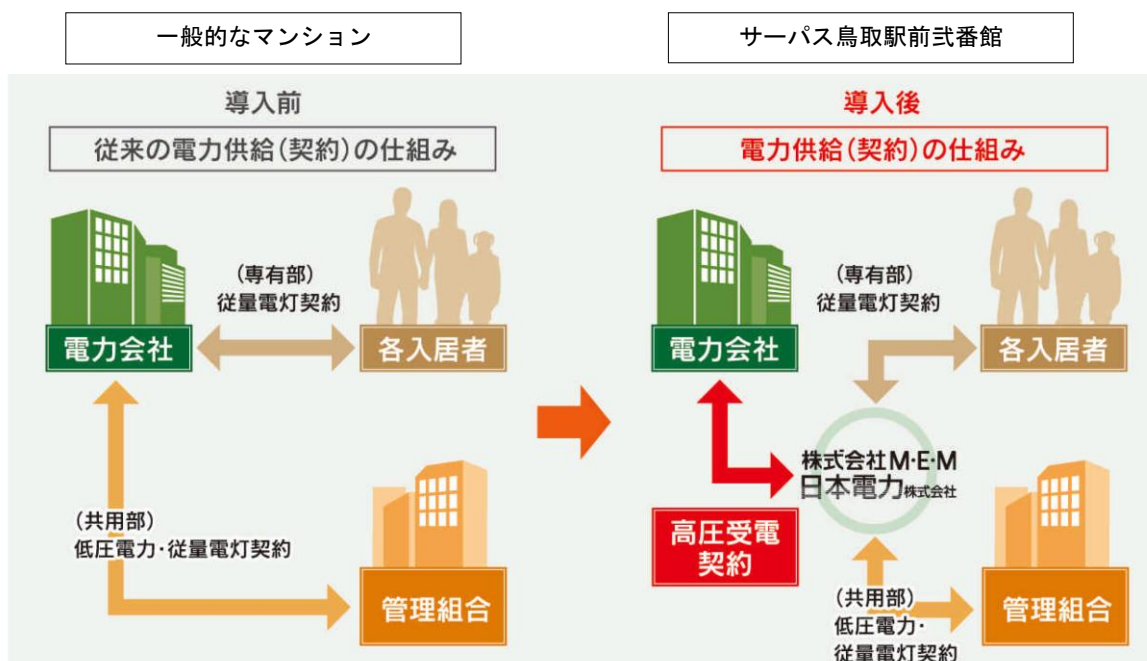 一般的なマンション
サーパス鳥取駅前弐番館
導入前
従来の電力供給(契約)の仕組み
(専有部)
従量電灯契約
電力会社
各入居者
(共用部)
低圧電力・従量電灯契約
管理組合
導入後
電力供給(契約)の仕組み
(専有部)
従量電灯契約
電力会社
各入居者
株式会社M・E・M
日本電力株式会社
高圧受電
契約
(共用部)
低圧電力・
従量電灯契約
管理組合